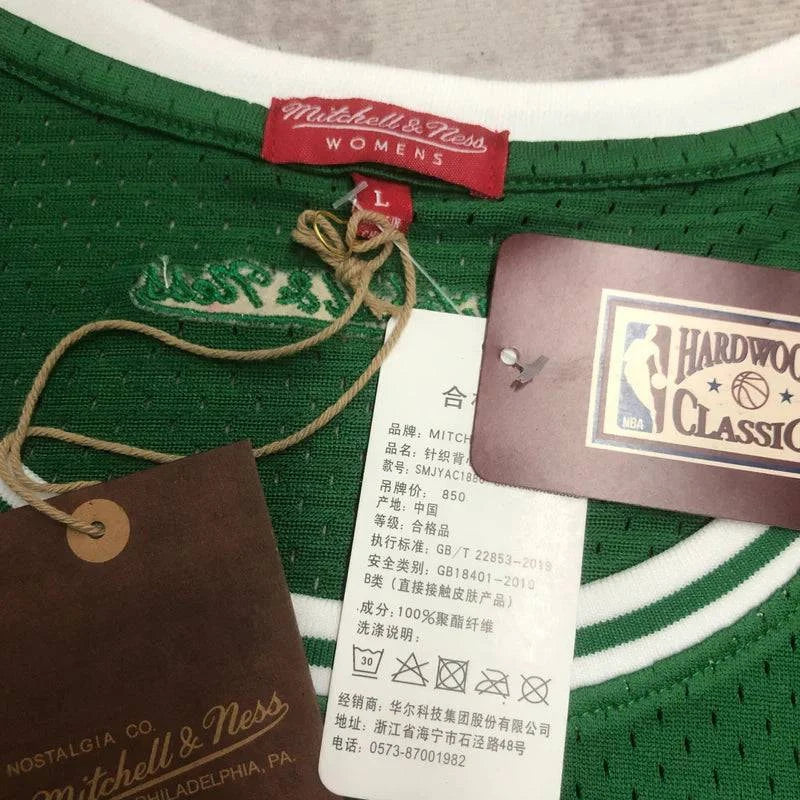 Mitchell & Ness
WOMENS
L
HARDWOO
CLASSIC
NBA
品牌: MITCH
品名: 针织背
款号: SMJYAC18
吊牌价: 850
产地: 中国
等级: 合格品
执行标准: GB/T 22853-2019
安全类别: GB18401-2010
B类 (直接接触皮肤产品)
成分: 100%聚酯纤维
洗涤说明:
30
经销商: 华尔科技集团股份有限公司
地址: 浙江省海宁市石泾路48号
电话: 0573-87001982
NOSTALGIA CO.
Mitchell & Ness
PHILADELPHIA, PA.